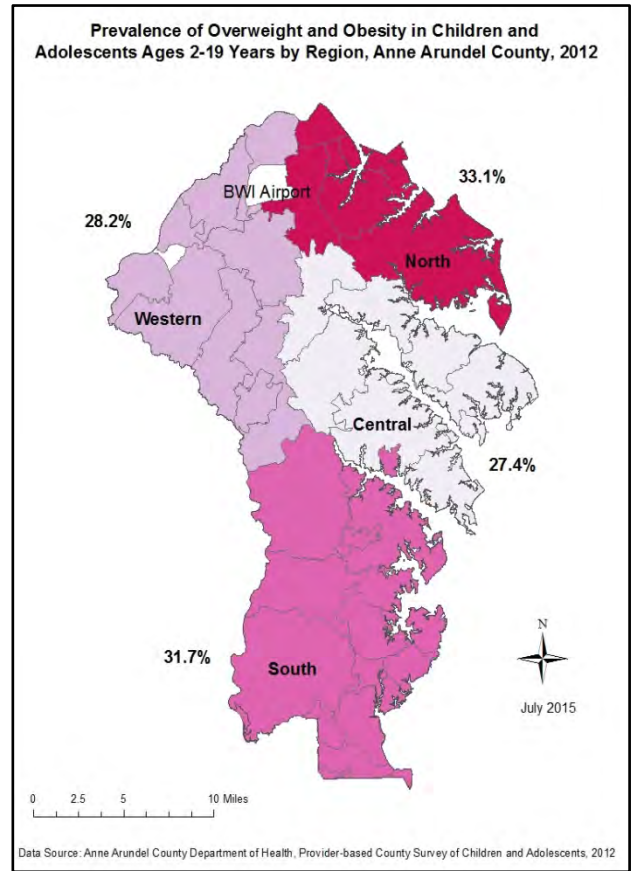 Prevalence of Overweight and Obesity in Children and
Adolescents Ages 2-19 Years by Region, Anne Arundel County, 2012
33.1%
BWI Airport
28.2%
North
Western
Central
27.4%
31.7%
South
N
July 2015
0 2.5 5 10 Miles
Data Source: Anne Arundel County Department of Health, Provider-based County Survey of Children and Adolescents, 2012